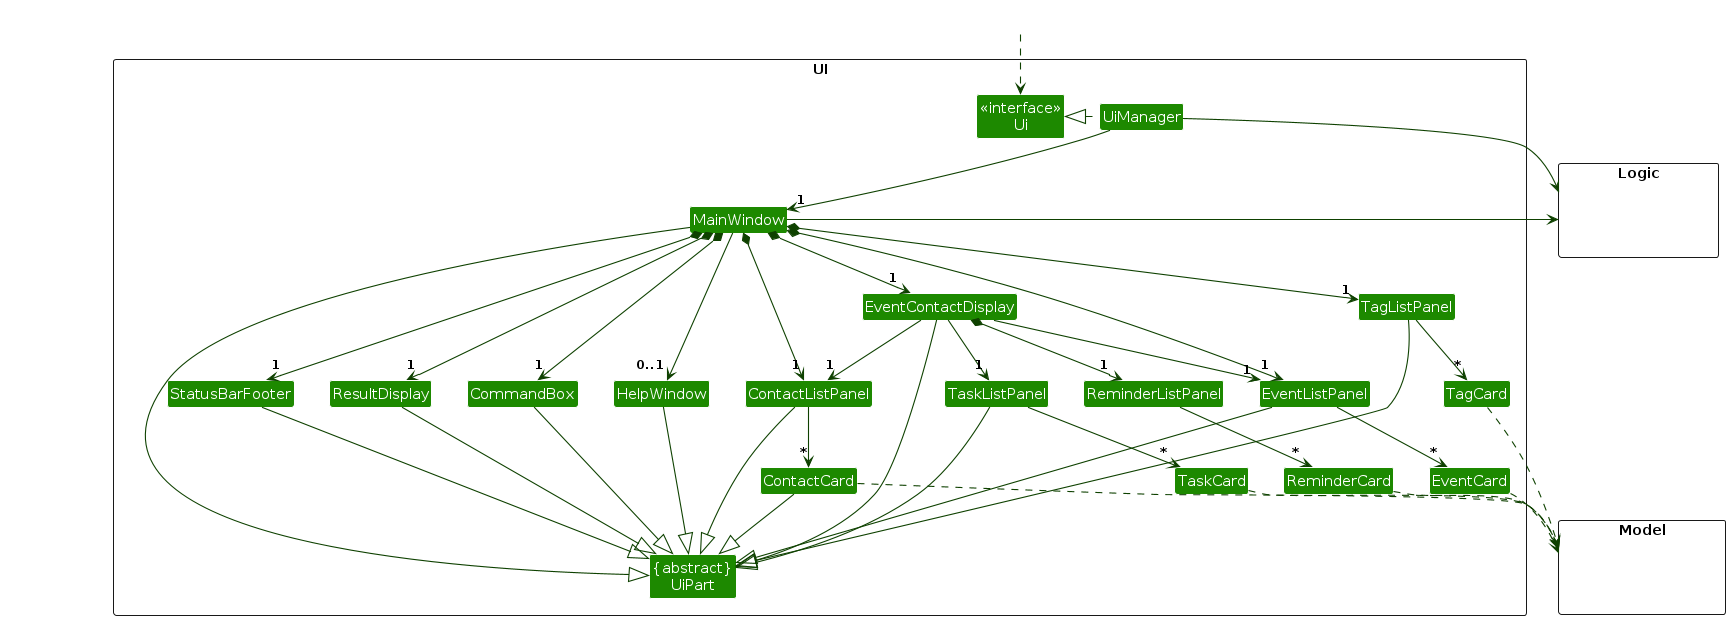 UI
«interface»
Ui
UiManager
Logic
1
MainWindow
1
EventContactDisplay
1
TagListPanel
1
1
1
0..1
1
1
1
1
1
1
*
StatusBarFooter
ResultDisplay
CommandBox
HelpWindow
ContactListPanel
TaskListPanel
ReminderListPanel
EventListPanel
TagCard
*
*
*
*
ContactCard
TaskCard
ReminderCard
EventCard
Model
{abstract}
UiPart